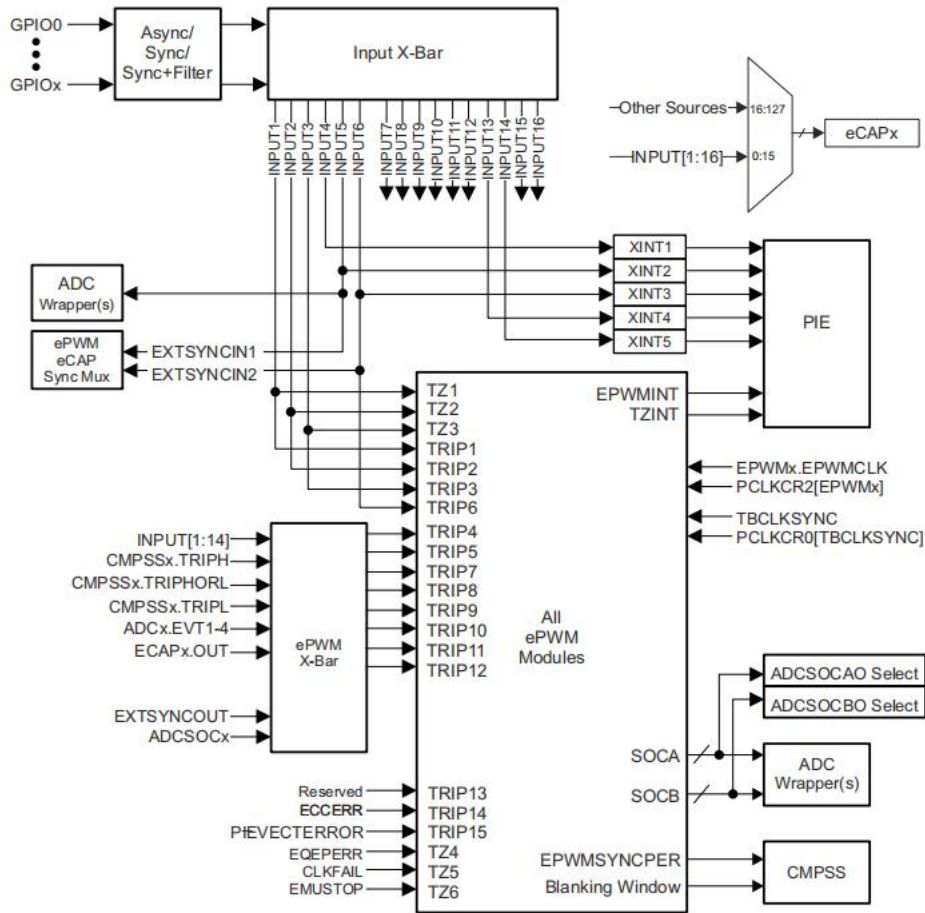 GPIO0
GPIOx
Async/
Sync/
Sync+Filter
Input X-Bar
INPUT1
INPUT2
INPUT3
INPUT4
INPUT5
INPUT6
INPUT7
INPUT8
INPUT9
INPUT10
INPUT11
INPUT12
INPUT13
INPUT14
INPUT15
INPUT16
Other Sources
16:127
INPUT[1:16]
0:15
eCAPx
XINT1
XINT2
XINT3
XINT4
XINT5
PIE
ADC
Wrapper(s)
ePWM
eCAP
Sync Mux
EXTSYNCIN1
EXTSYNCIN2
TZ1
TZ2
TZ3
TRIP1
TRIP2
TRIP3
TRIP6
TRIP4
TRIP5
TRIP7
TRIP8
TRIP9
TRIP10
TRIP11
TRIP12
EPWMINT
TZINT
EPWMx.EPWMCLK
PCLKCR2[EPWMx]
TBCLKSYNC
PCLKCR0[TBCLKSYNC]
INPUT[1:14]
CMPSSx.TRIPH
CMPSSx.TRIPHORL
CMPSSx.TRIPL
ADCx.EVT1-4
ECAPx.OUT
EXTSYNCOUT
ADCSOCx
ePWM
X-Bar
All
ePWM
Modules
ADCSOCAO Select
ADCSOCBO Select
SOCA
SOCB
ADC
Wrapper(s)
Reserved
ECCERR
PIEVECTERROR
EQEPERR
CLKFAIL
EMUSTOP
TRIP13
TRIP14
TRIP15
TZ4
TZ5
TZ6
EPWMSYNCPER
Blanking Window
CMPSS